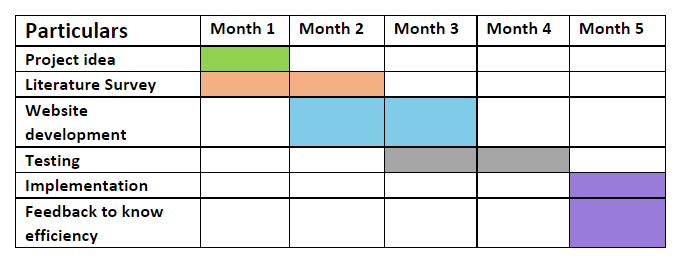 Particulars Month 1 Month 2 Month 3 Month 4 Month 5
Project idea
Literature Survey
Website
development
Testing
Implementation
Feedback to know
efficiency